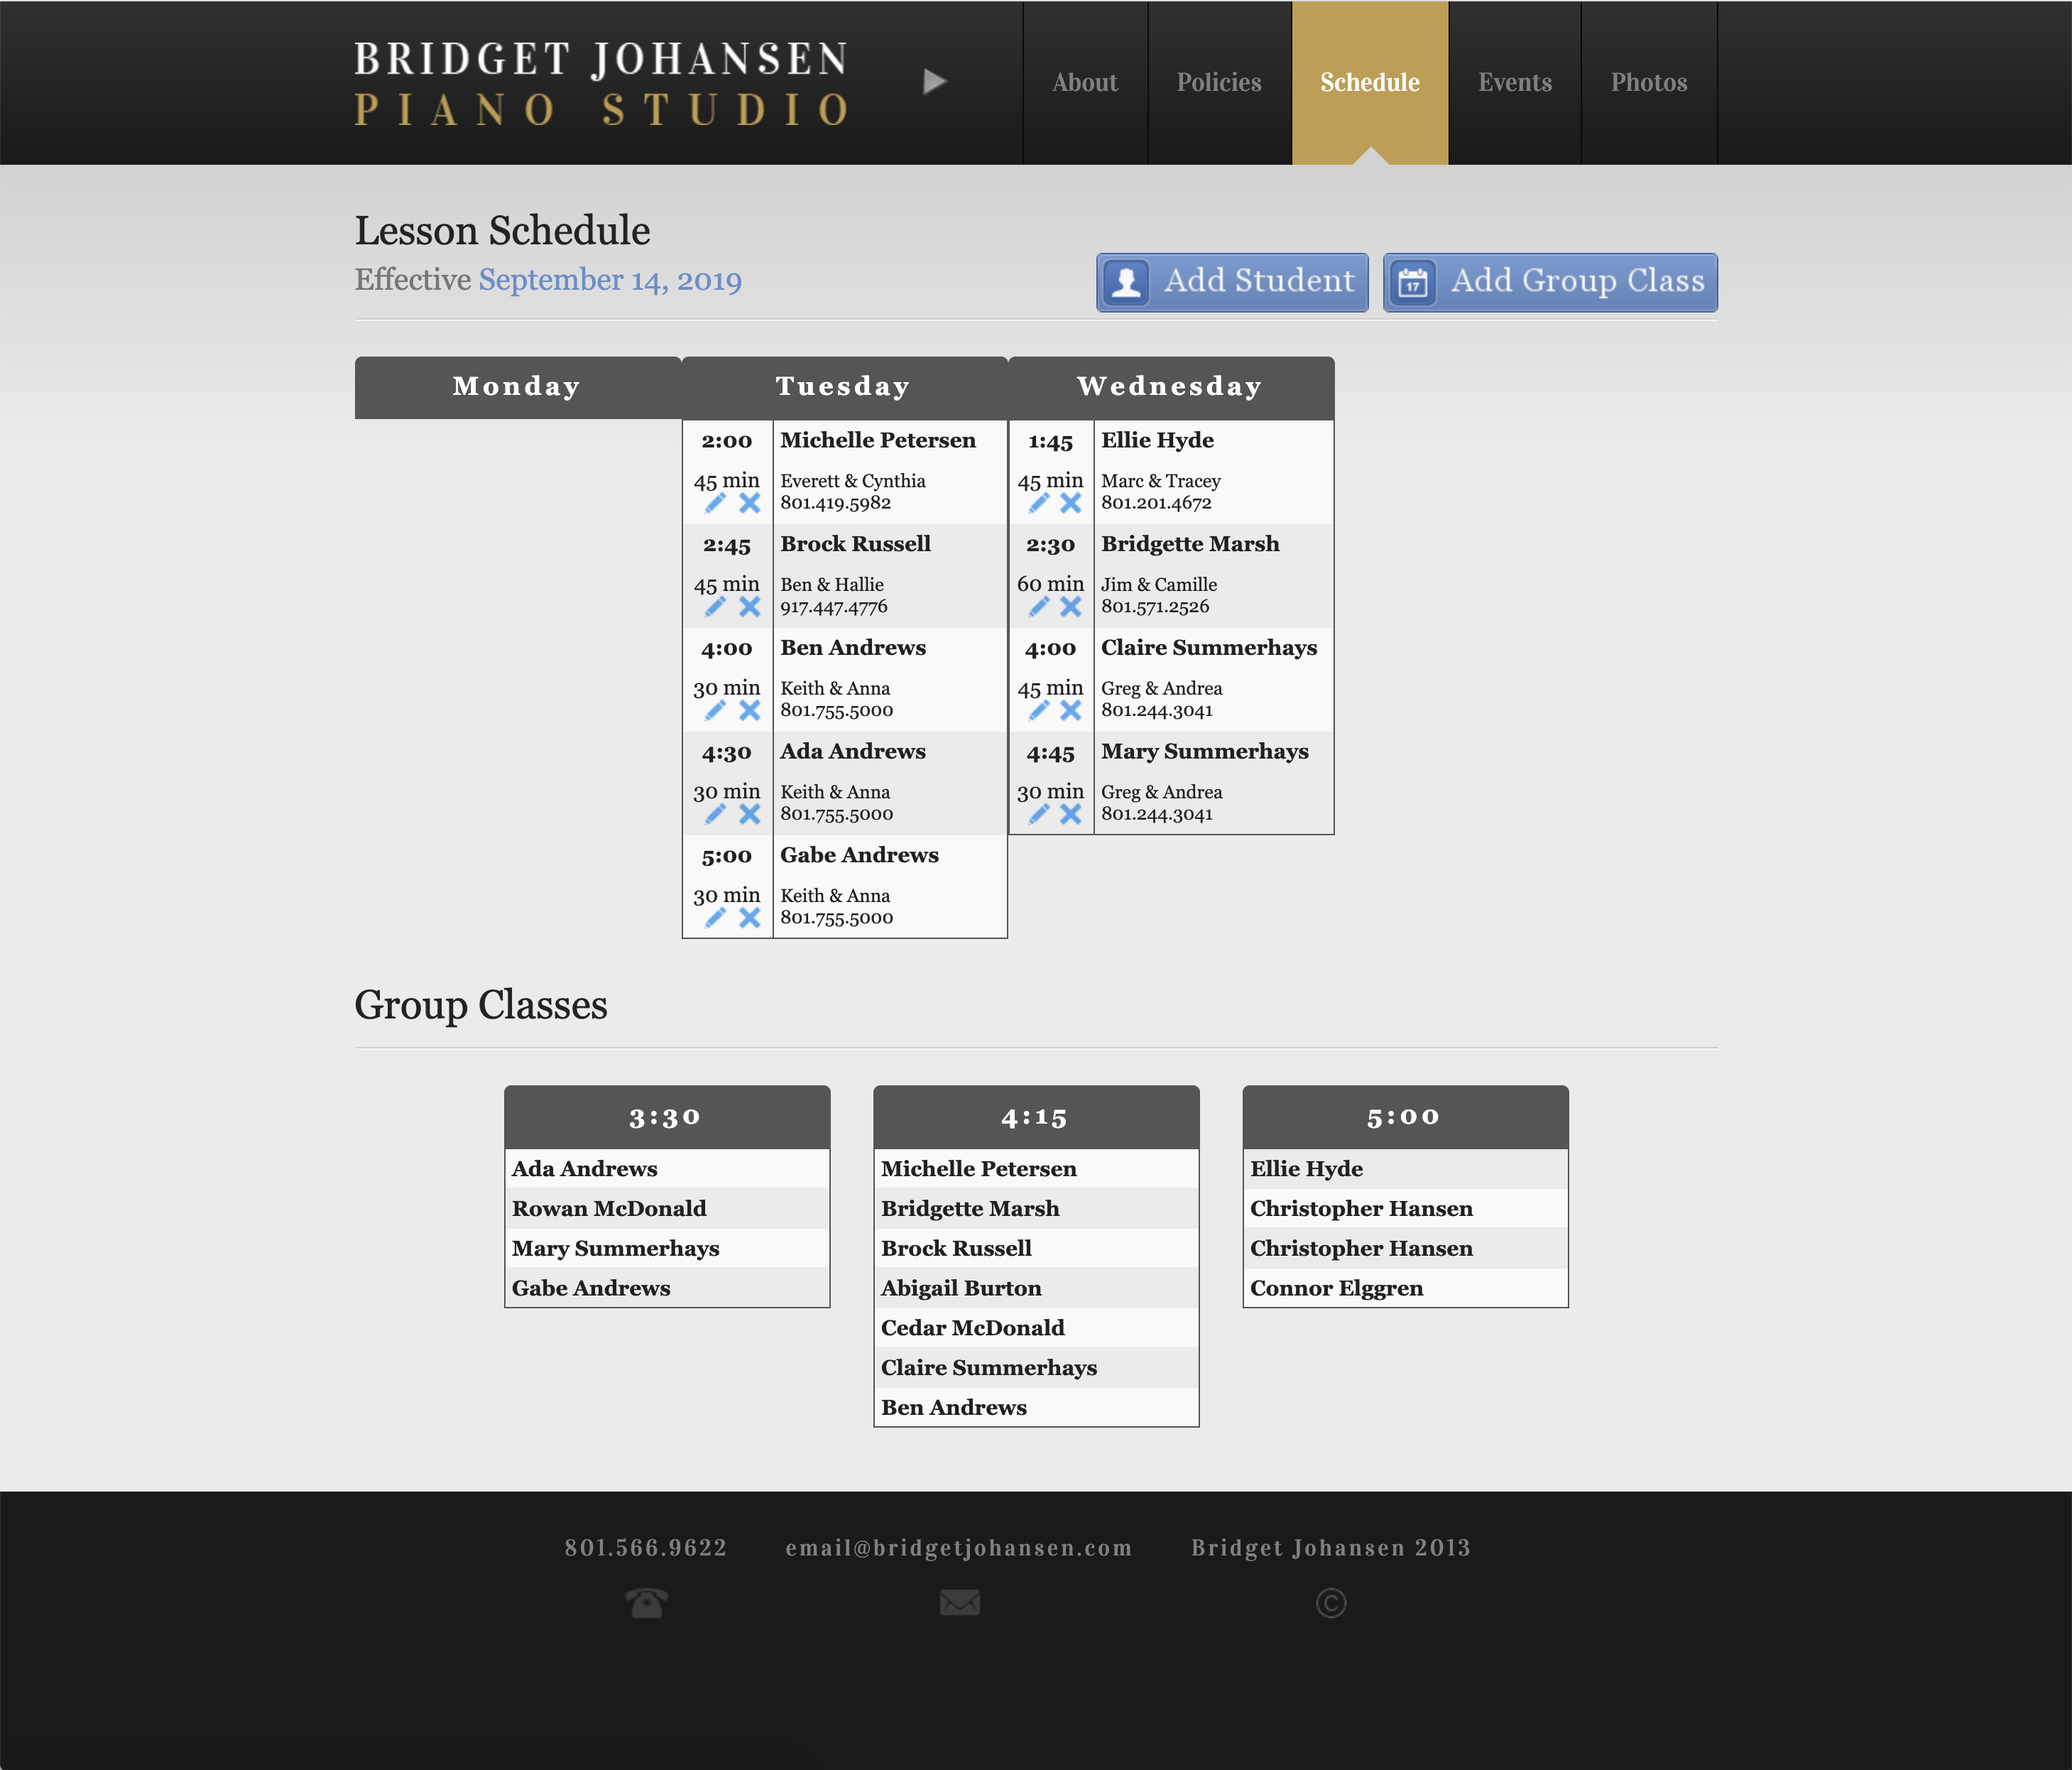 BRIDGET JOHANSEN
PIANO STUDIO
About
Policies
Schedule
Events
Photos
Lesson Schedule
Effective September 14, 2019
Add Student
17
Add Group Class
Monday
Tuesday
2:00 Michelle Petersen
45 min Everett & Cynthia
801.419.5982
2:45 Brock Russell
45 min Ben & Hallie
917.447.4776
4:00 Ben Andrews
30 min Keith & Anna
801.755.5000
4:30 Ada Andrews
30 min Keith & Anna
801.755.5000
5:00 Gabe Andrews
30 min Keith & Anna
801.755.5000
Wednesday
1:45 Ellie Hyde
45 min Marc & Tracey
801.201.4672
2:30 Bridgette Marsh
60 min Jim & Camille
801.571.2526
4:00 Claire Summerhays
45 min Greg & Andrea
801.244.3041
4:45 Mary Summerhays
30 min Greg & Andrea
801.244.3041
Group Classes
3:30
Ada Andrews
Rowan McDonald
Mary Summerhays
Gabe Andrews
4:15
Michelle Petersen
Bridgette Marsh
Brock Russell
Abigail Burton
Cedar McDonald
Claire Summerhays
Ben Andrews
5:00
Ellie Hyde
Christopher Hansen
Christopher Hansen
Connor Elggren
801.566.9622
email@bridgetjohansen.com
Bridget Johansen 2013
©